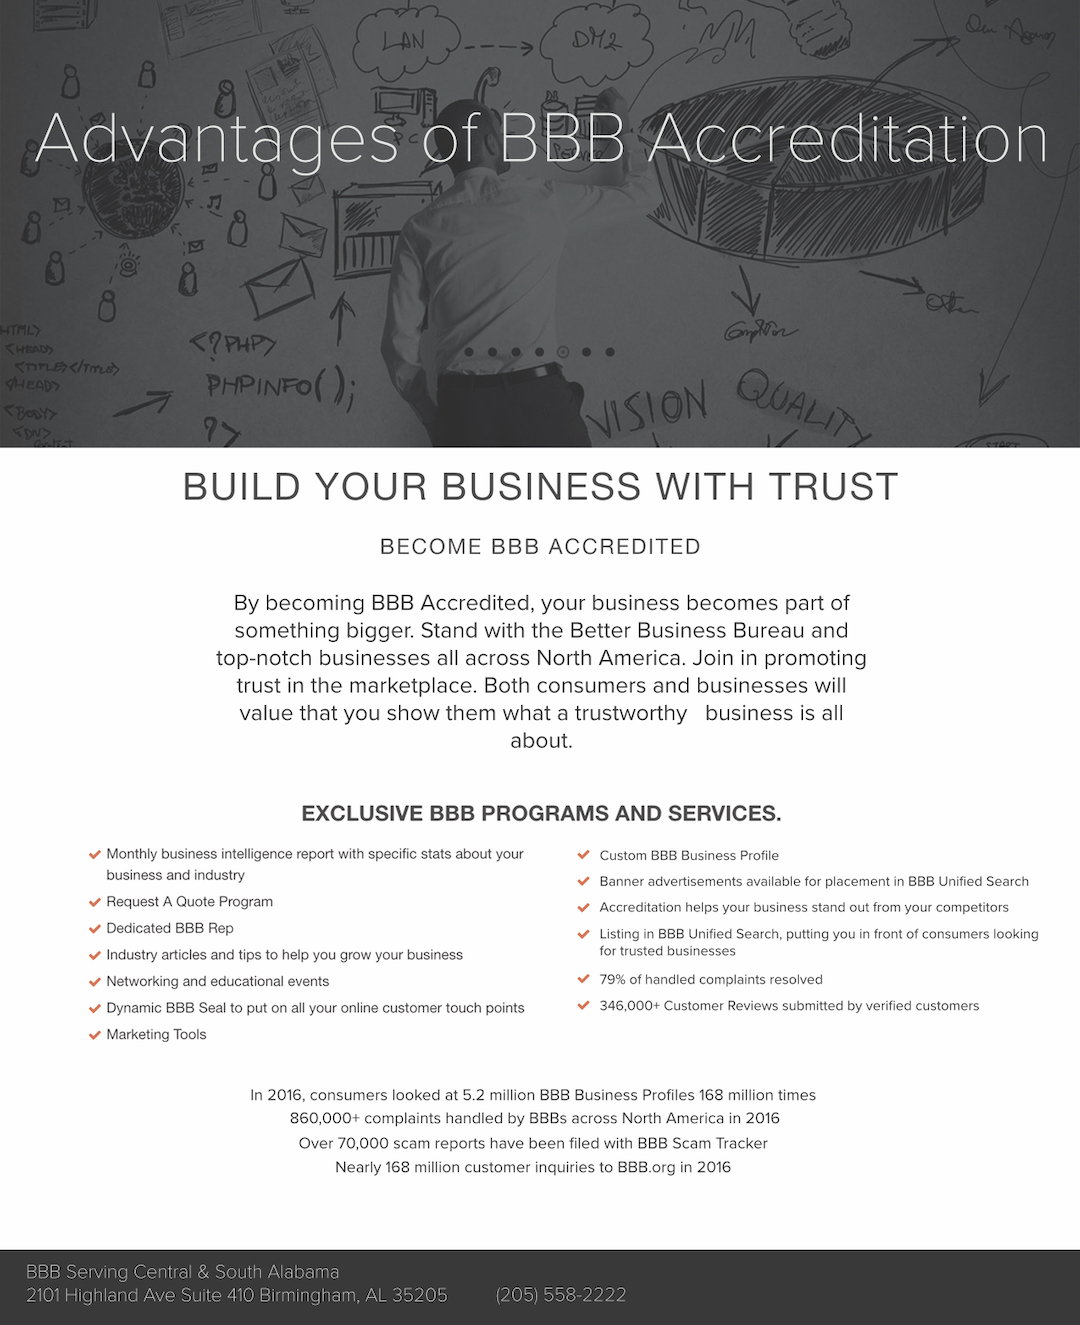 LAN
DM2
Advantages of BBB Accreditation
HTML>
<HEAD>
<TITLE></TITLE>
</HEAD>
<BODY>
<DIV>
<?PHP>
PHPINFO();
?>
VISION
QUALITY
START
BUILD YOUR BUSINESS WITH TRUST
BECOME BBB ACCREDITED
By becoming BBB Accredited, your business becomes part of
something bigger. Stand with the Better Business Bureau and
top-notch businesses all across North America. Join in promoting
trust in the marketplace. Both consumers and businesses will
value that you show them what a trustworthy business is all
about.
EXCLUSIVE BBB PROGRAMS AND SERVICES.
Monthly business intelligence report with specific stats about your
business and industry
Request A Quote Program
Dedicated BBB Rep
Industry articles and tips to help you grow your business
Networking and educational events
Dynamic BBB Seal to put on all your online customer touch points
Marketing Tools
Custom BBB Business Profile
Banner advertisements available for placement in BBB Unified Search
Accreditation helps your business stand out from your competitors
Listing in BBB Unified Search, putting you in front of consumers looking
for trusted businesses
79% of handled complaints resolved
346,000+ Customer Reviews submitted by verified customers
In 2016, consumers looked at 5.2 million BBB Business Profiles 168 million times
860,000+ complaints handled by BBBs across North America in 2016
Over 70,000 scam reports have been filed with BBB Scam Tracker
Nearly 168 million customer inquiries to BBB.org in 2016
BBB Serving Central & South Alabama
2101 Highland Ave Suite 410 Birmingham, AL 35205 (205) 558-2222